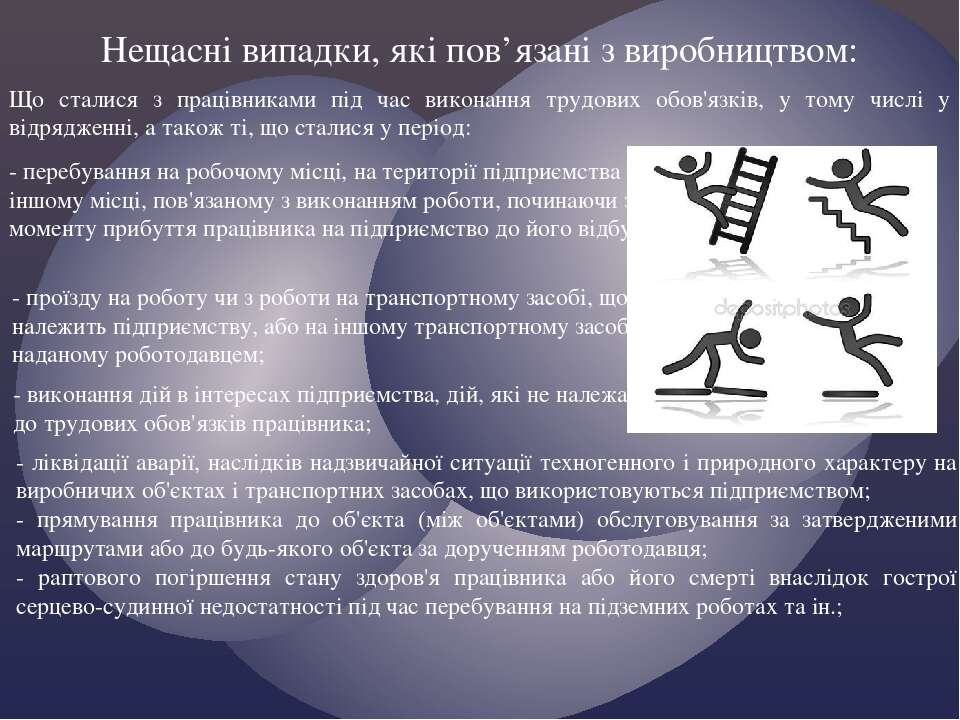 Нещасні випадки, які пов’язані з виробництвом:
Що сталися з працівниками під час виконання трудових обов'язків, у тому числі у
відрядженні, а також ті, що сталися у період:
- перебування на робочому місці, на території підприємства
іншому місці, пов'язаному з виконанням роботи, починаючи з
моменту прибуття працівника на підприємство до його відбу
- проїзду на роботу чи з роботи на транспортному засобі, що
належить підприємству, або на іншому транспортному засоб
наданому роботодавцем;
- виконання дій в інтересах підприємства, дій, які не належа
до трудових обов'язків працівника;
depositphotos
- ліквідації аварії, наслідків надзвичайної ситуації техногенного і природного характеру на
виробничих об'єктах і транспортних засобах, що використовуються підприємством;
- прямування працівника до об'єкта (між об'єктами) обслуговування за затвердженими
маршрутами або до будь-якого об'єкта за дорученням роботодавця;
- раптового погіршення стану здоров'я працівника або його смерті внаслідок гострої
серцево-судинної недостатності під час перебування на підземних роботах та ін.;